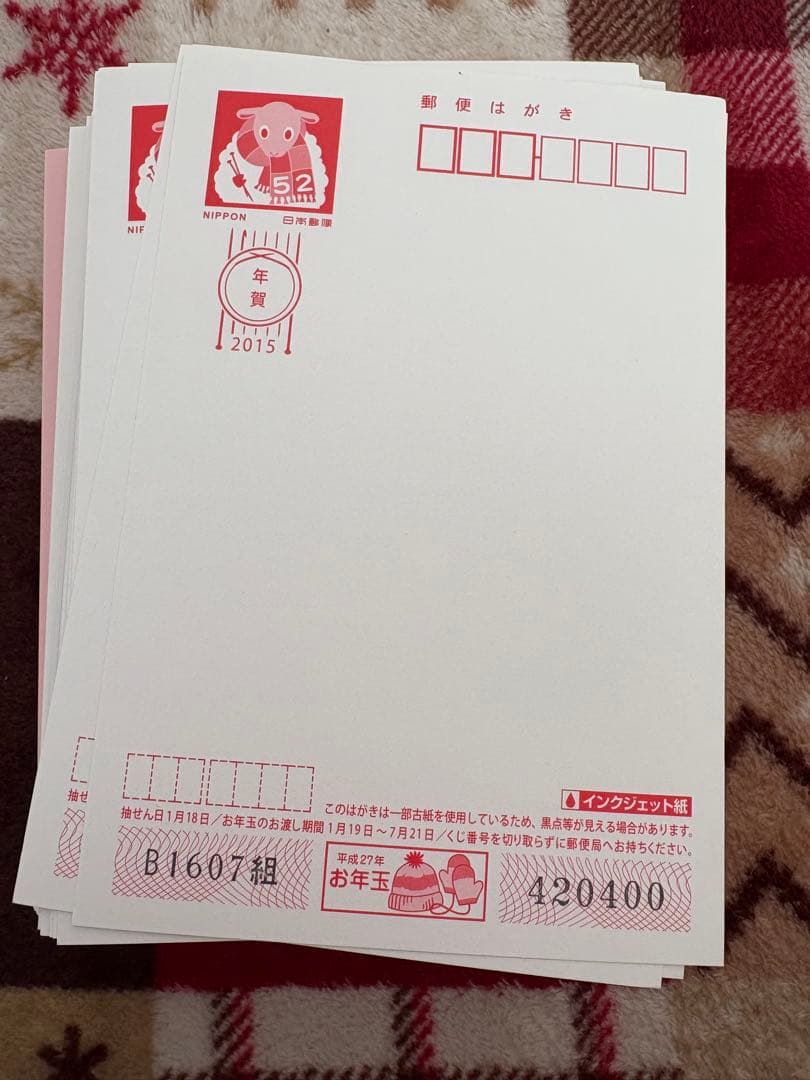 郵便はがき
52
NIPPON 日本郵便
年賀
2015
インクジェット紙
このはがきは一部古紙を使用しているため、黒点等が見える場合があります。
抽せん日1月18日／お年玉のお渡し期間1月19日～7月21日／くじ番号を切り取らずに郵便局へお持ちください。
B1607組
平成27年
お年玉
420400
NIP
抽せ